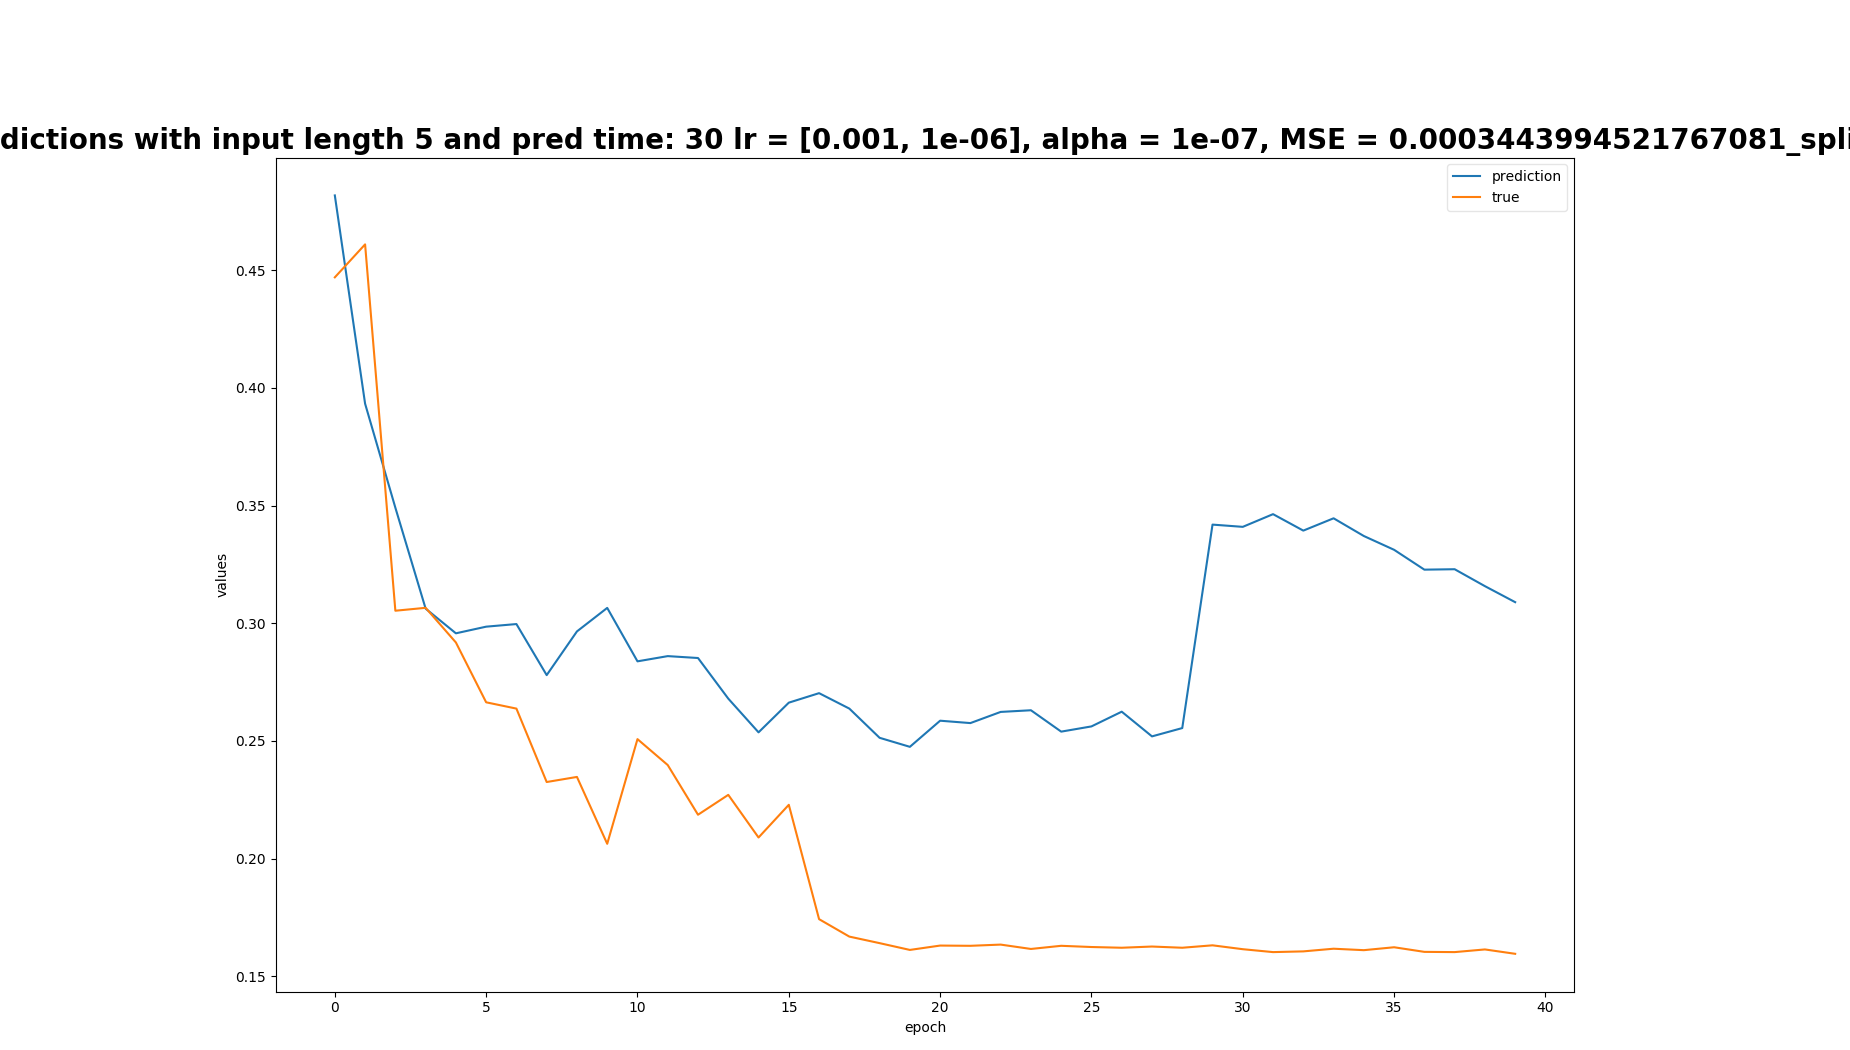 dictions with input length 5 and pred time: 30 lr = [0.001, 1e-06], alpha = 1e-07, MSE = 0.0003443994521767081_spli
prediction
true
0.45
0.40
0.35
0.30
0.25
0.20
0.15
values
0 5 10 15 20 25 30 35 40
epoch